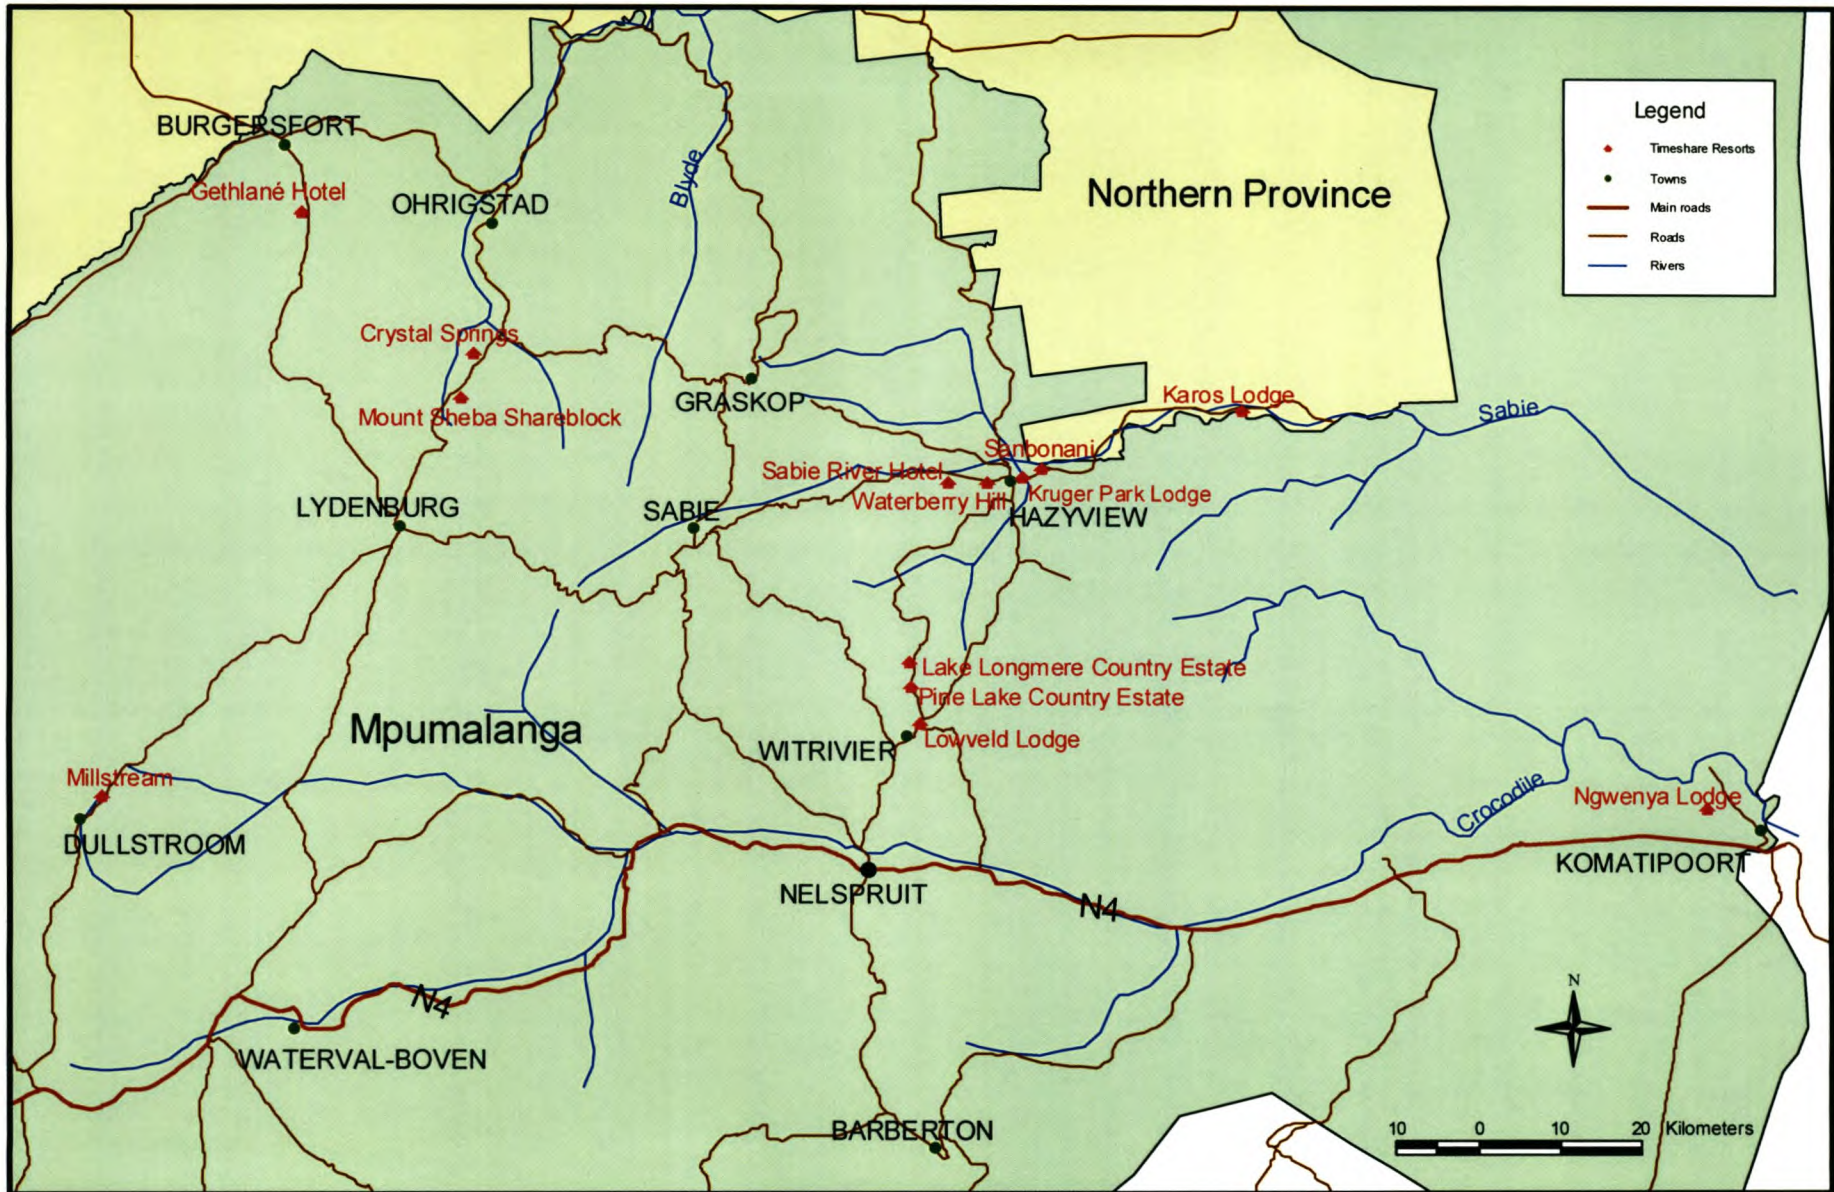 Legend
Timeshare Resorts
Towns
Main roads
Roads
Rivers
BURGERSFORT
Gethlané Hotel
OHRIGSTAD
Blyde
Northern Province
Crystal Springs
Mount Sheba Shareblock
GRASKOP
Karos Lodge
Sabie
Sanbonani
Sabie River Hotel
Waterberry Hill
Kruger Park Lodge
LYDENBURG
SABIE
HAZYVIEW
Lake Longmere Country Estate
Pine Lake Country Estate
Mpumalanga
WITRIVIER
Lowveld Lodge
Millstream
Crocodile
Ngwenya Lodge
DULLSTROOM
KOMATIPOORT
NELSPRUIT
N4
N4
N
WATERVAL-BOVEN
BARBERTON
10 0 10 20 Kilometers